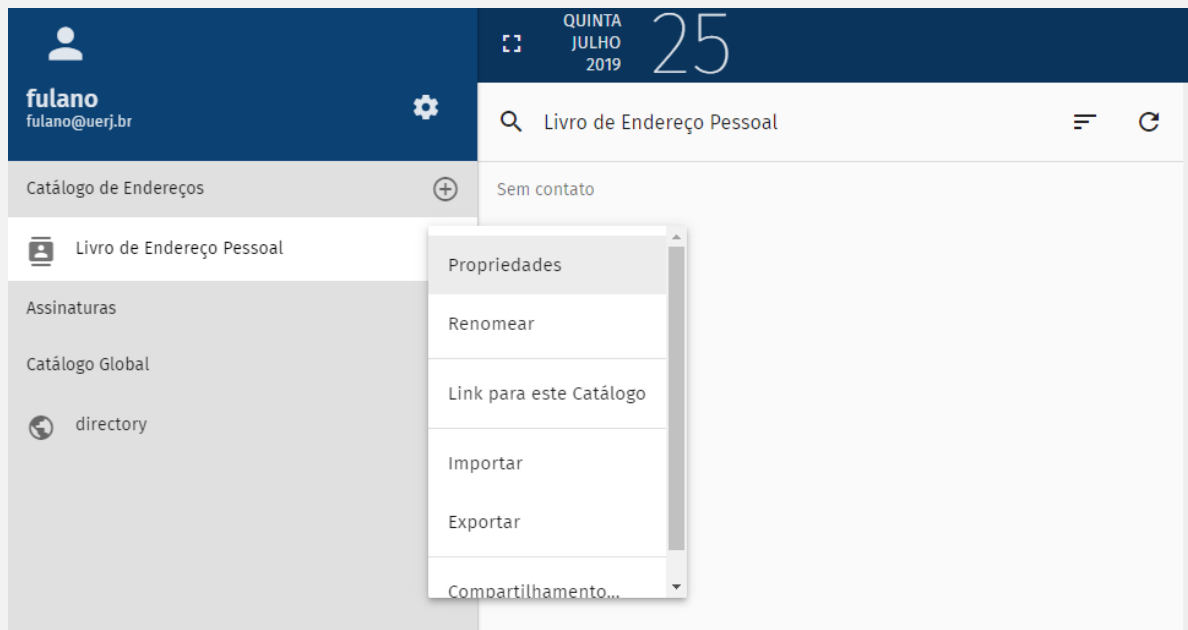 fulano
fulano@uerj.br
QUINTA
JULHO
2019
25
Livro de Endereço Pessoal
Catálogo de Endereços
Sem contato
Livro de Endereço Pessoal
Assinaturas
Catálogo Global
directory
Propriedades
Renomear
Link para este Catálogo
Importar
Exportar
Compartilhamento...